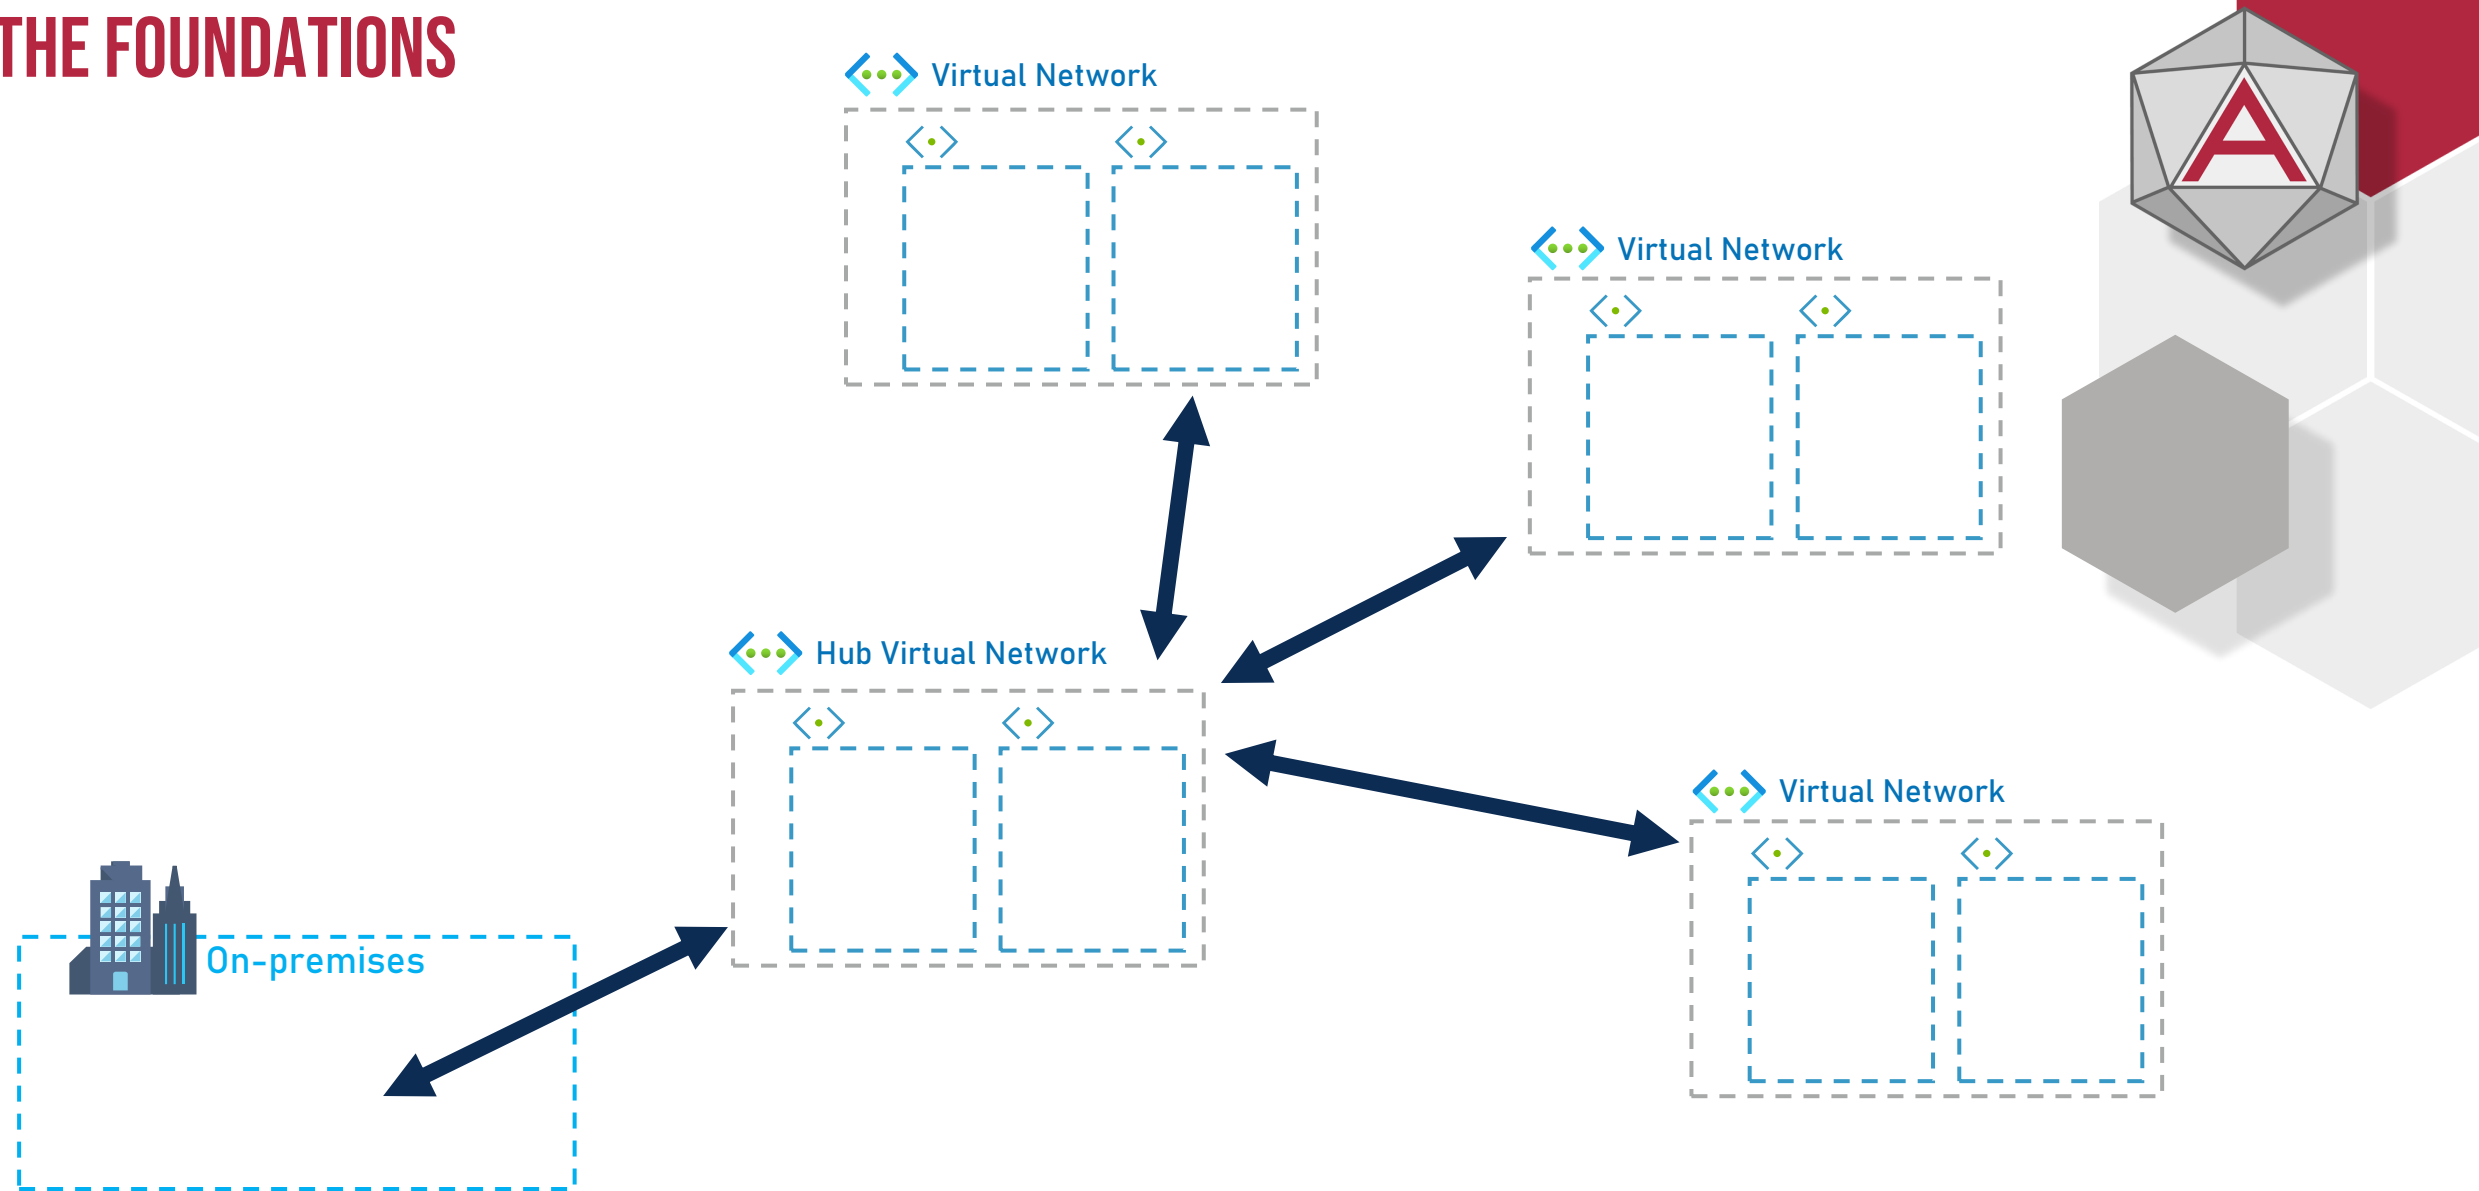 THE FOUNDATIONS
Virtual Network
Virtual Network
Hub Virtual Network
Virtual Network
On-premises
A